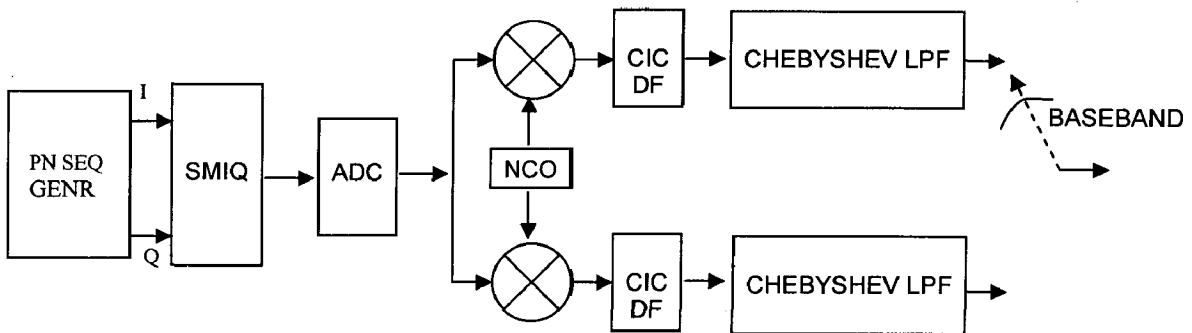 PN SEQ
GENR
I
Q
SMIQ
ADC
NCO
CIC
DF
CHEBYSHEV LPF
CIC
DF
CHEBYSHEV LPF
BASEBAND